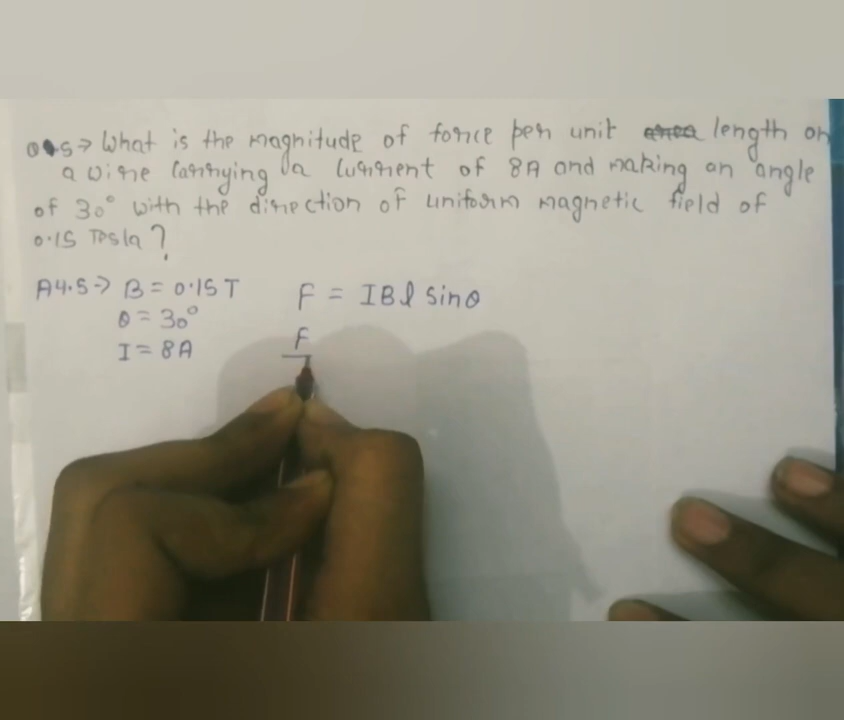 Q4.5→ What is the magnitude of force per unit length on
a wire carrying a current of 8A and making an angle
of 30° with the direction of uniform magnetic field of
0.15 Tesla?
A4.5→ B = 0.15T F = IBl sinθ
θ = 30° F
I = 8A